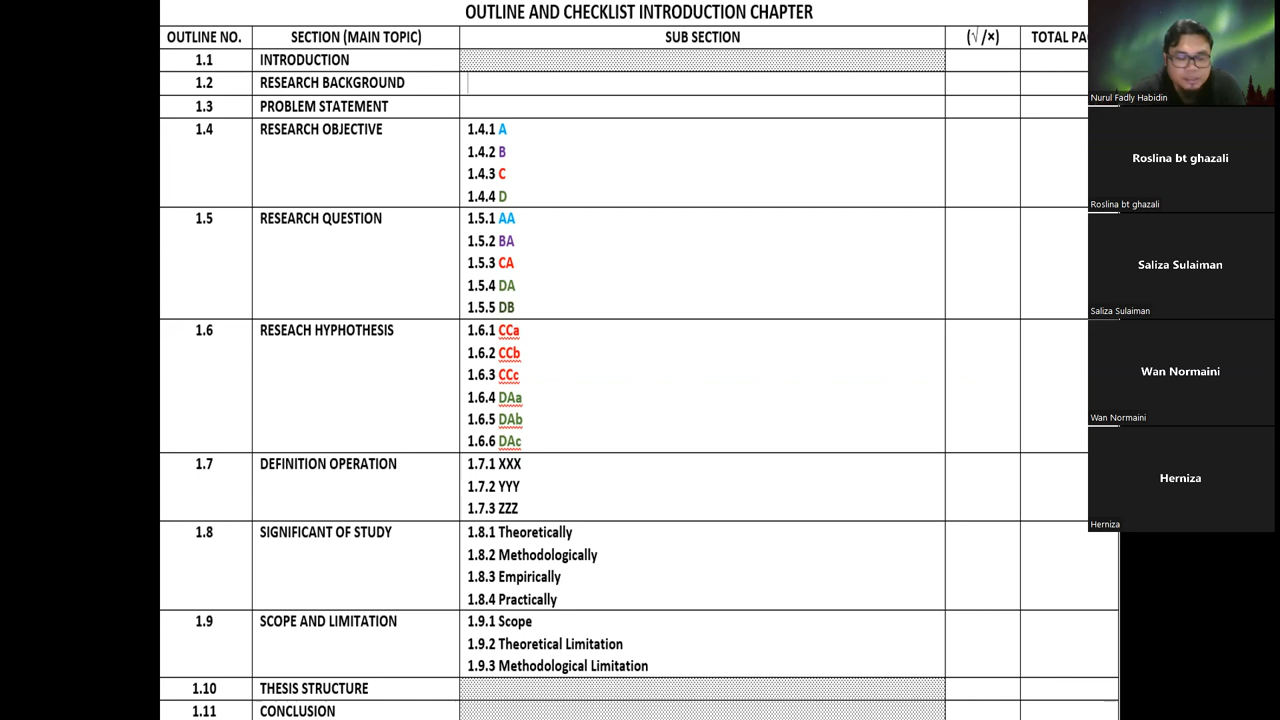 OUTLINE AND CHECKLIST INTRODUCTION CHAPTER
OUTLINE NO. SECTION (MAIN TOPIC) SUB SECTION (√/×) TOTAL PA
1.1 INTRODUCTION
1.2 RESEARCH BACKGROUND
1.3 PROBLEM STATEMENT
1.4 RESEARCH OBJECTIVE 1.4.1 A
1.4.2 B
1.4.3 C
1.4.4 D
1.5 RESEARCH QUESTION 1.5.1 AA
1.5.2 BA
1.5.3 CA
1.5.4 DA
1.5.5 DB
1.6 RESEACH HYPHOTHESIS 1.6.1 CCa
1.6.2 CCb
1.6.3 CCc
1.6.4 DAa
1.6.5 DAb
1.6.6 DAc
1.7 DEFINITION OPERATION 1.7.1 XXX
1.7.2 YYY
1.7.3 ZZZ
1.8 SIGNIFICANT OF STUDY 1.8.1 Theoretically
1.8.2 Methodologically
1.8.3 Empirically
1.8.4 Practically
1.9 SCOPE AND LIMITATION 1.9.1 Scope
1.9.2 Theoretical Limitation
1.9.3 Methodological Limitation
1.10 THESIS STRUCTURE
1.11 CONCLUSION
Nurul Fadly Habidin
Roslina bt ghazali
Roslina bt ghazali
Saliza Sulaiman
Saliza Sulaiman
Wan Normaini
Wan Normaini
Herniza
Herniza